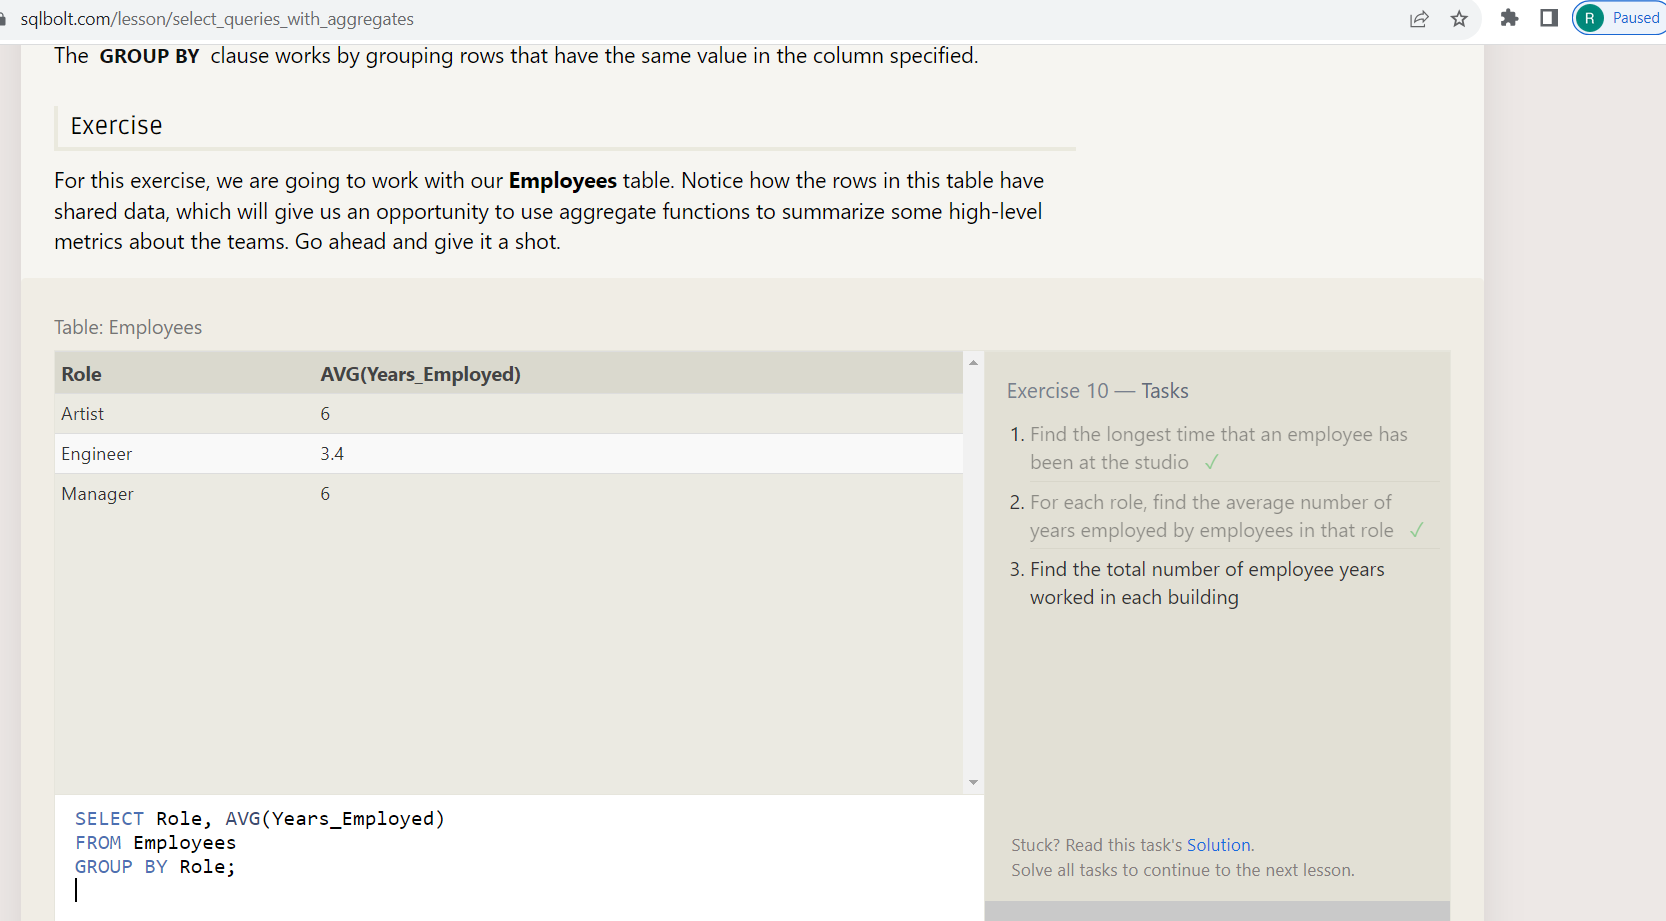 sqlbolt.com/lesson/select_queries_with_aggregates
R Paused
The GROUP BY clause works by grouping rows that have the same value in the column specified.
Exercise
For this exercise, we are going to work with our Employees table. Notice how the rows in this table have
shared data, which will give us an opportunity to use aggregate functions to summarize some high-level
metrics about the teams. Go ahead and give it a shot.
Table: Employees
Role AVG(Years_Employed)
Artist 6
Engineer 3.4
Manager 6
SELECT Role, AVG(Years_Employed)
FROM Employees
GROUP BY Role;
Exercise 10 — Tasks
1. Find the longest time that an employee has
been at the studio ✓
2. For each role, find the average number of
years employed by employees in that role ✓
3. Find the total number of employee years
worked in each building
Stuck? Read this task's Solution.
Solve all tasks to continue to the next lesson.